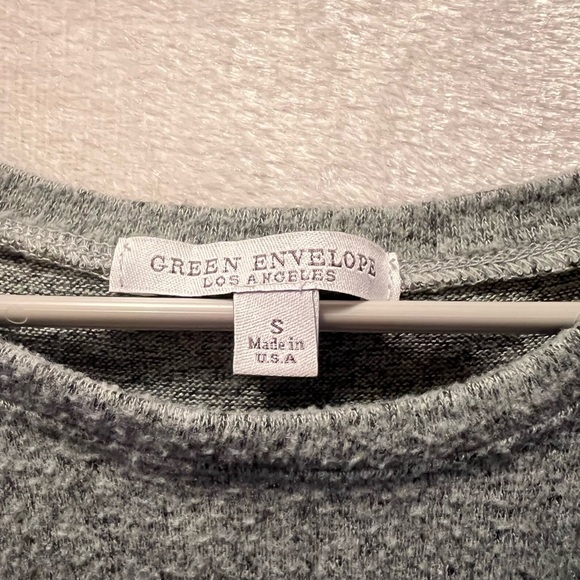 GREEN ENVELOPE
LOS ANGELES
S
Made in
U.S.A